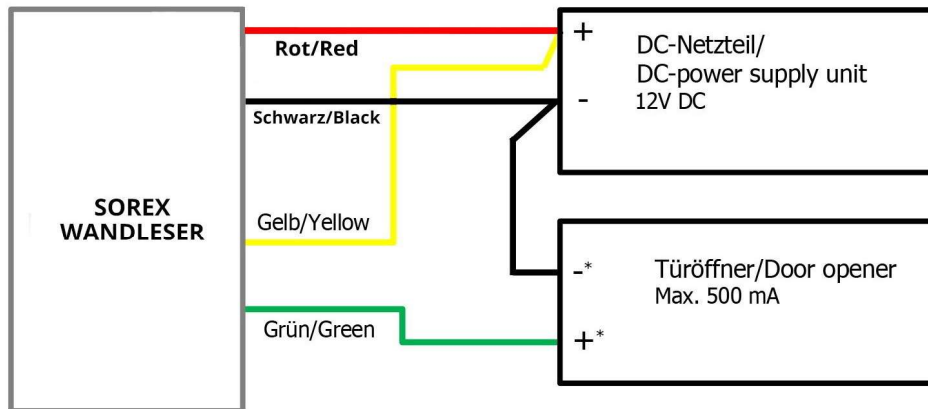 Rot/Red
+
DC-Netzteil/
DC-power supply unit
12V DC
-
Schwarz/Black
SOREX
WANDLESER
Gelb/Yellow
-*
Türöffner/Door opener
Max. 500 mA
Grün/Green
+*